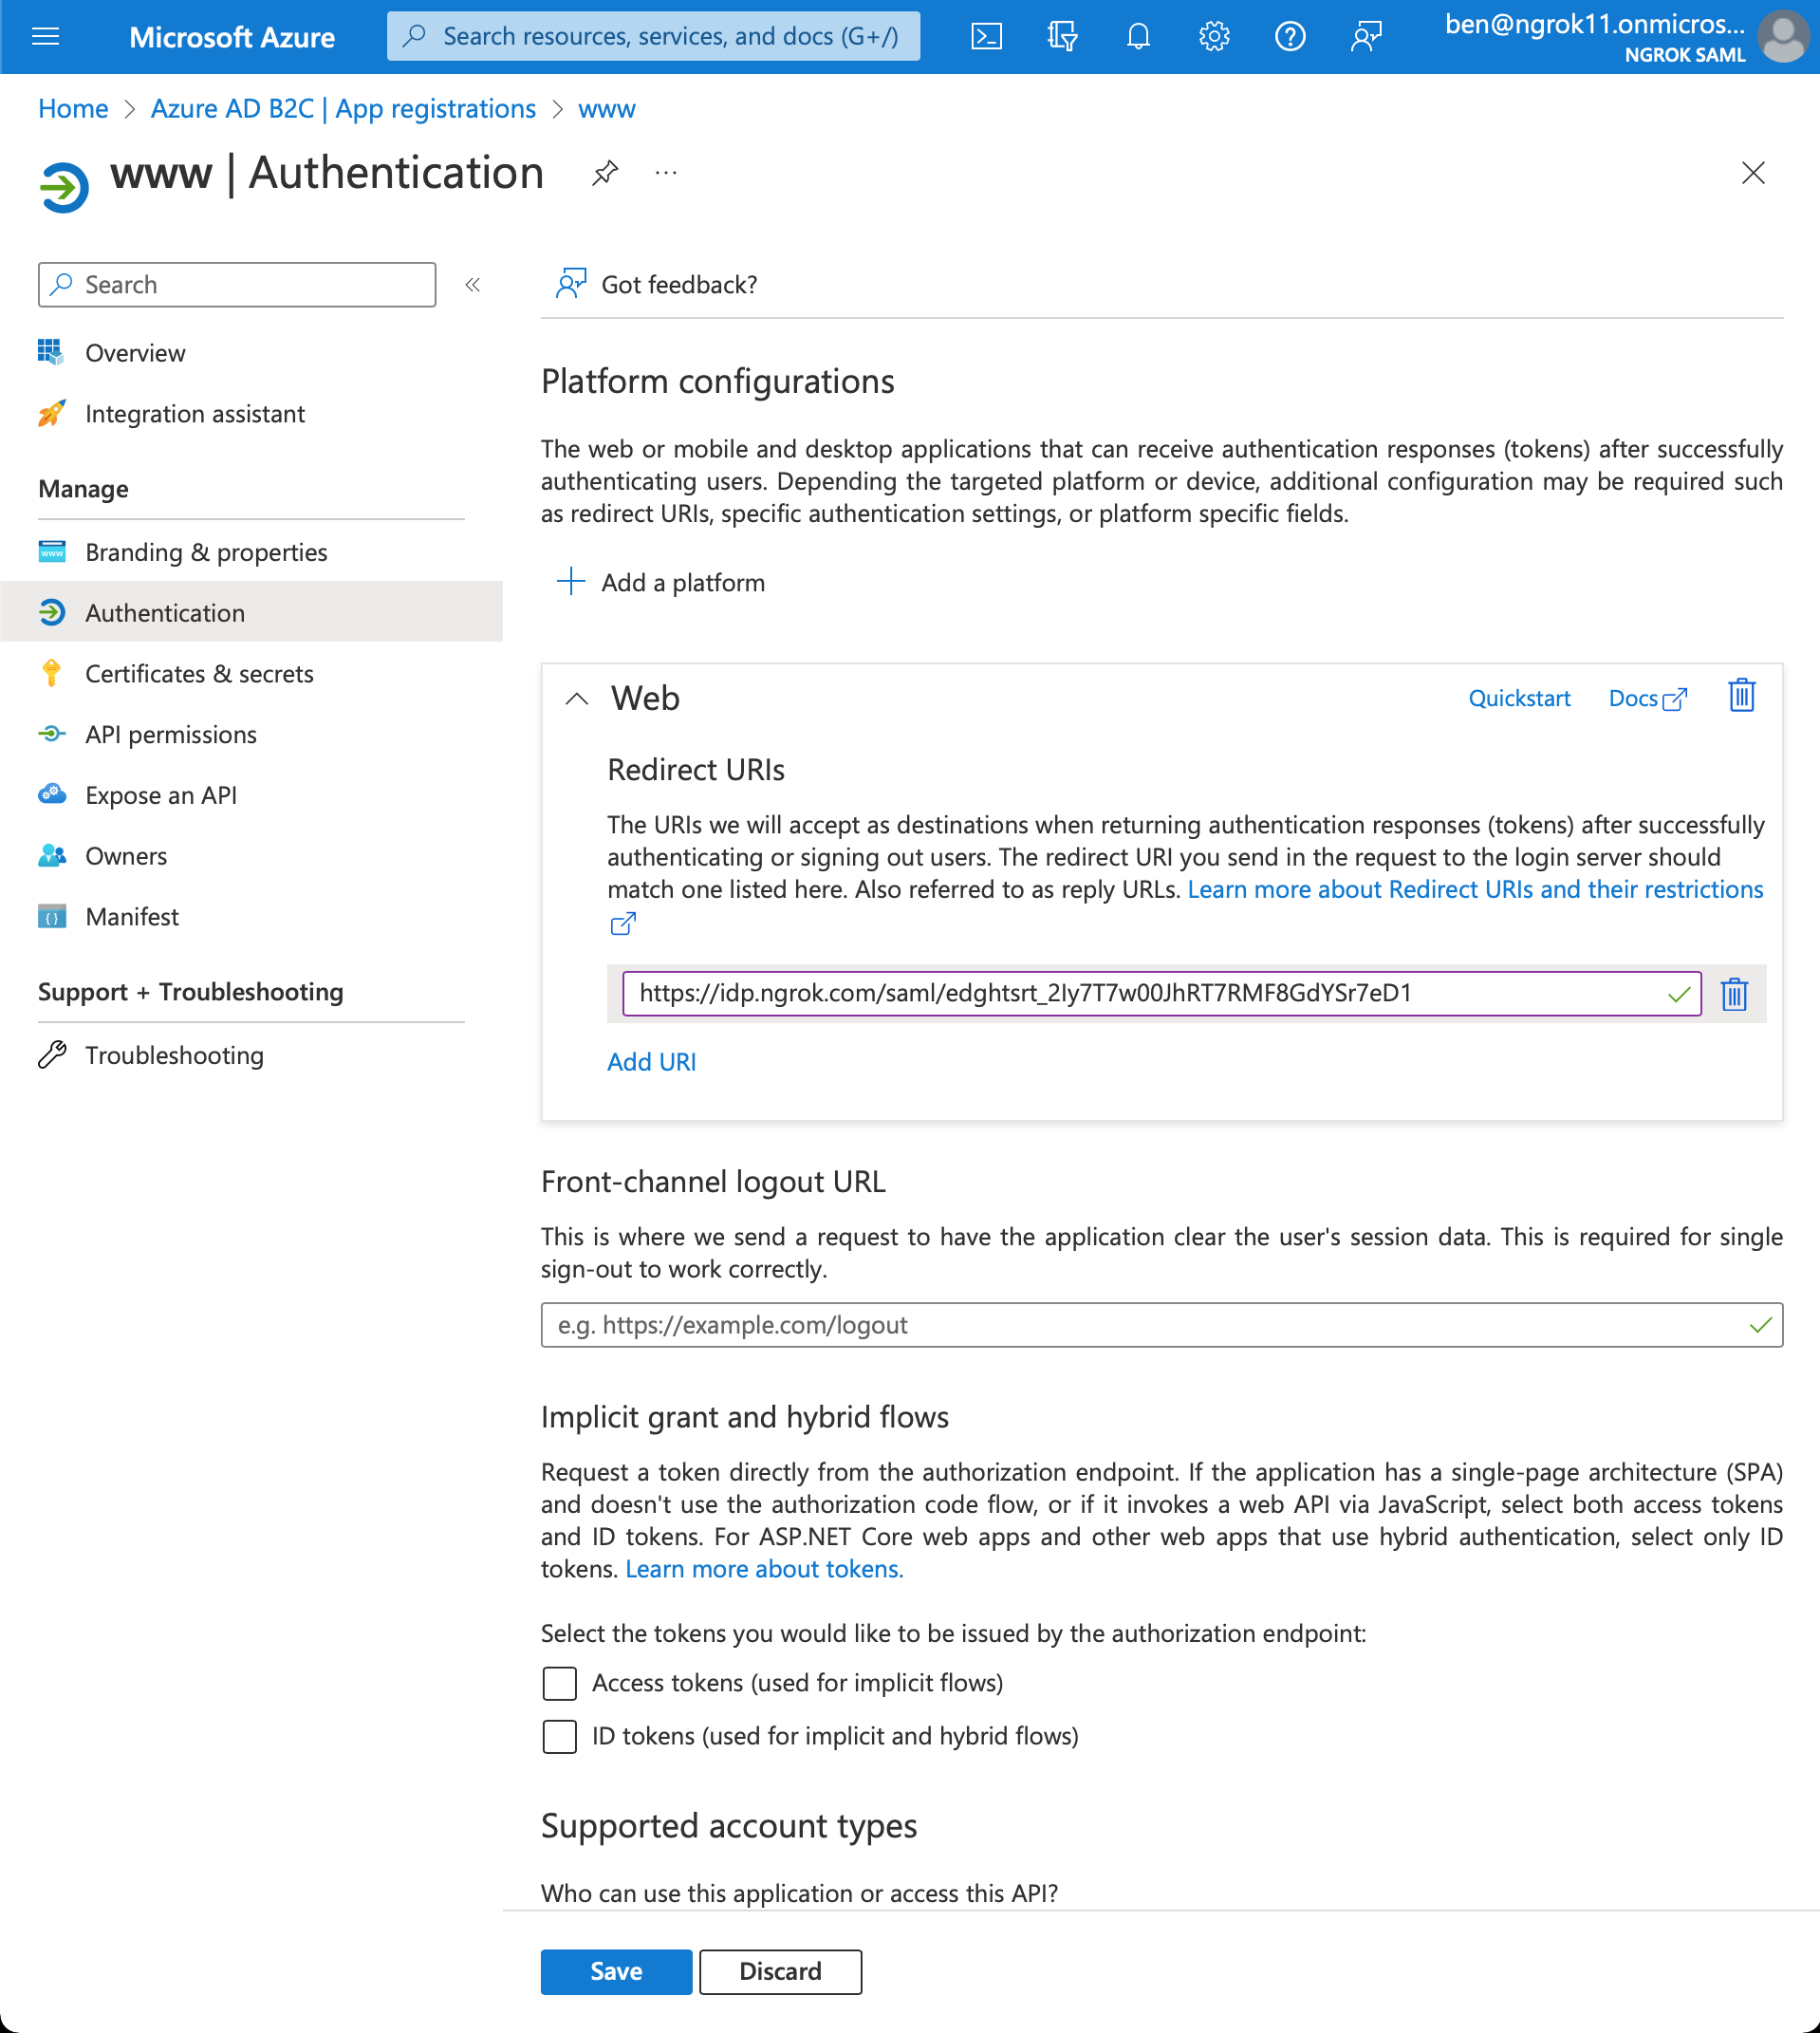 Microsoft Azure
Search resources, services, and docs (G+/)
ben@ngrok11.onmicros...
NGROK SAML
Home > Azure AD B2C | App registrations > www
www | Authentication
...
Search
«
Overview
Integration assistant
Manage
Branding & properties
Authentication
Certificates & secrets
API permissions
Expose an API
Owners
Manifest
Support + Troubleshooting
Troubleshooting
Got feedback?
Platform configurations
The web or mobile and desktop applications that can receive authentication responses (tokens) after successfully
authenticating users. Depending the targeted platform or device, additional configuration may be required such
as redirect URIs, specific authentication settings, or platform specific fields.
Add a platform
Web
Quickstart
Docs
Redirect URIs
The URIs we will accept as destinations when returning authentication responses (tokens) after successfully
authenticating or signing out users. The redirect URI you send in the request to the login server should
match one listed here. Also referred to as reply URLs. Learn more about Redirect URIs and their restrictions
https://idp.ngrok.com/saml/edghtsrt_2Iy7T7w00JhRT7RMF8GdYSr7eD1
Add URI
Front-channel logout URL
This is where we send a request to have the application clear the user's session data. This is required for single
sign-out to work correctly.
e.g. https://example.com/logout
Implicit grant and hybrid flows
Request a token directly from the authorization endpoint. If the application has a single-page architecture (SPA)
and doesn't use the authorization code flow, or if it invokes a web API via JavaScript, select both access tokens
and ID tokens. For ASP.NET Core web apps and other web apps that use hybrid authentication, select only ID
tokens. Learn more about tokens.
Select the tokens you would like to be issued by the authorization endpoint:
Access tokens (used for implicit flows)
ID tokens (used for implicit and hybrid flows)
Supported account types
Who can use this application or access this API?
Save
Discard